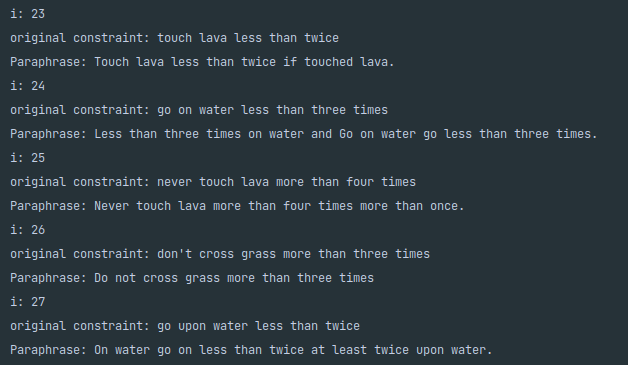 i: 23
original constraint: touch lava less than twice
Paraphrase: Touch lava less than twice if touched lava.
i: 24
original constraint: go on water less than three times
Paraphrase: Less than three times on water and Go on water go less than three times.
i: 25
original constraint: never touch lava more than four times
Paraphrase: Never touch lava more than four times more than once.
i: 26
original constraint: don't cross grass more than three times
Paraphrase: Do not cross grass more than three times
i: 27
original constraint: go upon water less than twice
Paraphrase: On water go on less than twice at least twice upon water.